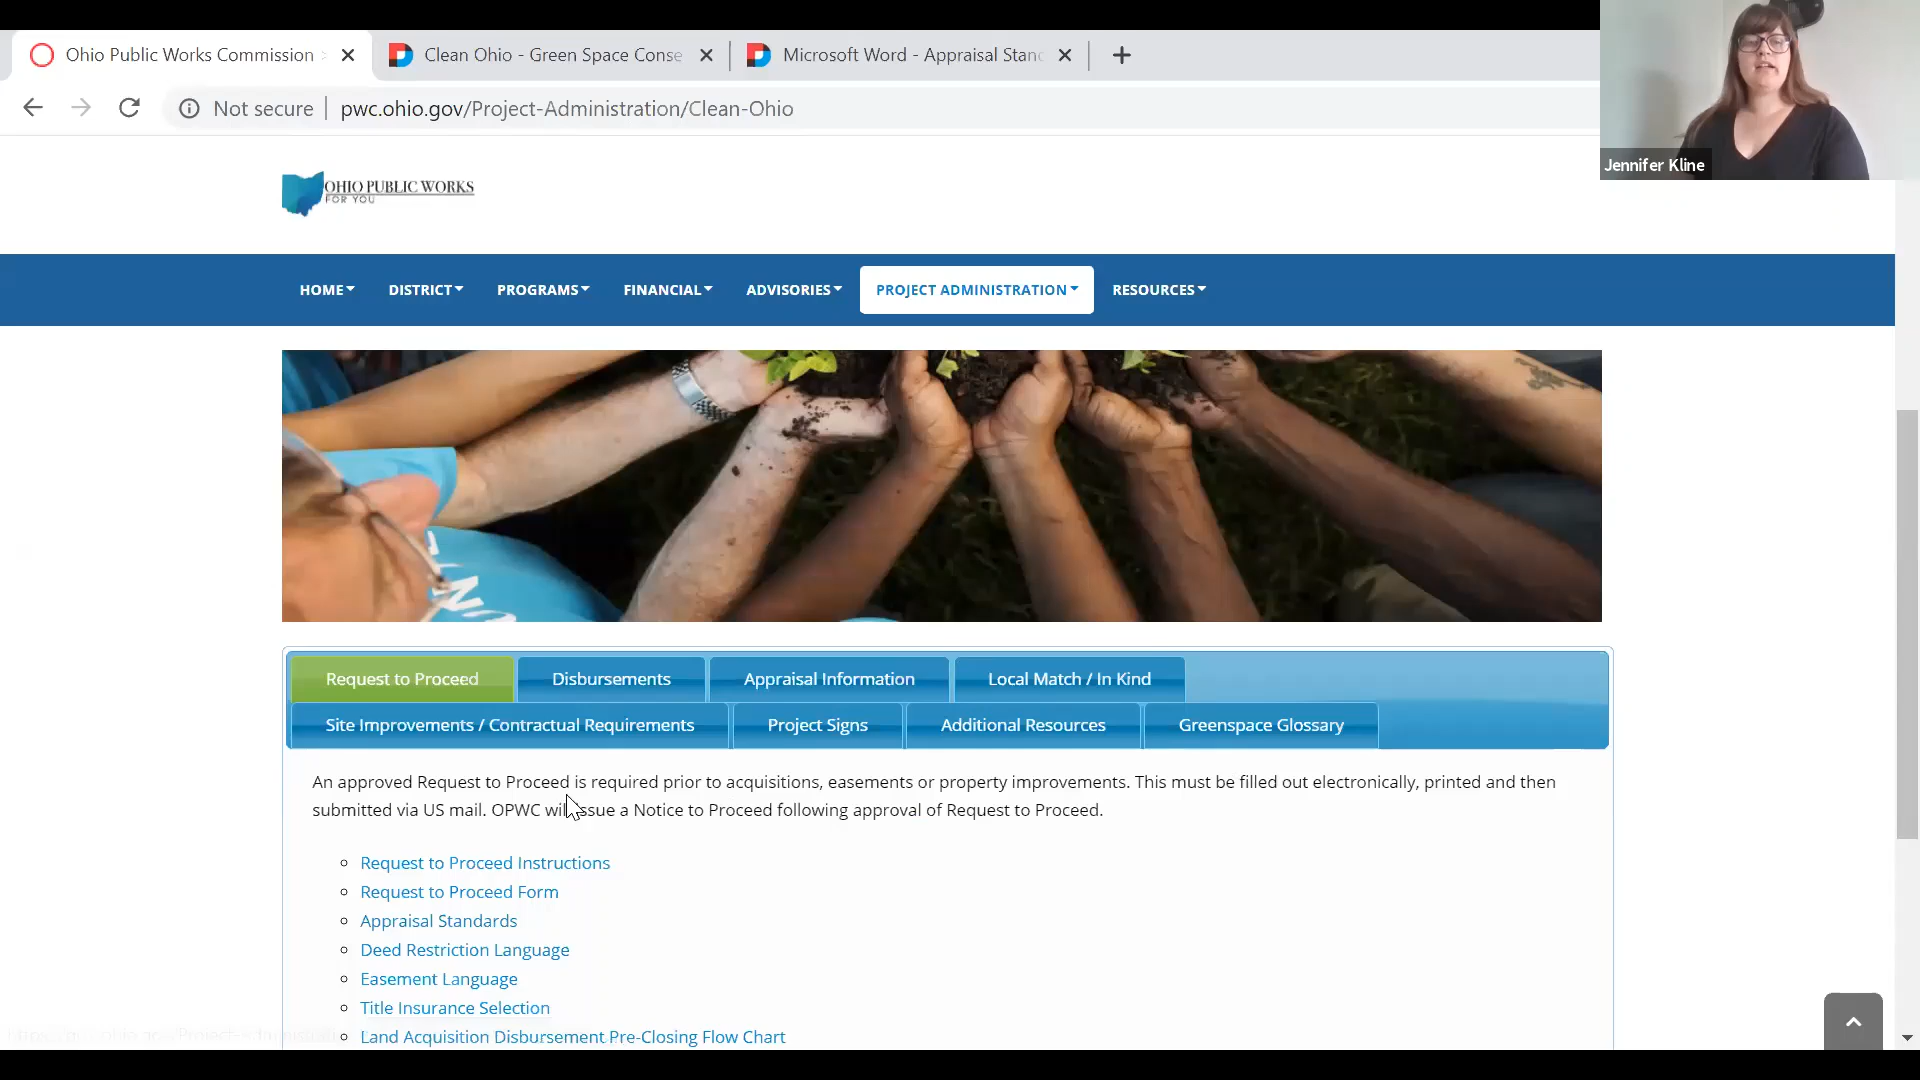 Ohio Public Works Commission
Clean Ohio - Green Space Conse
Microsoft Word - Appraisal Stand
Not secure
pwc.ohio.gov/Project-Administration/Clean-Ohio
Jennifer Kline
OHIO PUBLIC WORKS
FOR YOU
HOME DISTRICT PROGRAMS FINANCIAL ADVISORIES PROJECT ADMINISTRATION RESOURCES
Request to Proceed Disbursements Appraisal Information Local Match / In Kind
Site Improvements / Contractual Requirements Project Signs Additional Resources Greenspace Glossary
An approved Request to Proceed is required prior to acquisitions, easements or property improvements. This must be filled out electronically, printed and then
submitted via US mail. OPWC will issue a Notice to Proceed following approval of Request to Proceed.
Request to Proceed Instructions
Request to Proceed Form
Appraisal Standards
Deed Restriction Language
Easement Language
Title Insurance Selection
Land Acquisition Disbursement Pre-Closing Flow Chart